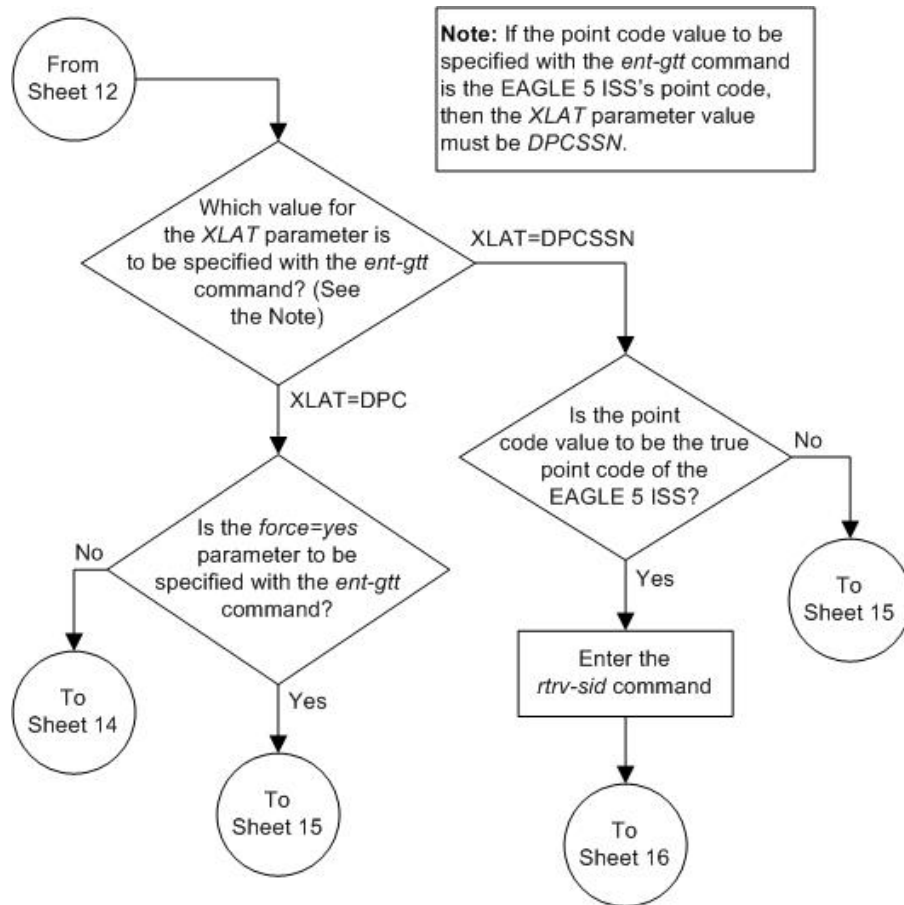 From
Sheet 12
Note: If the point code value to be
specified with the ent-gtt command
is the EAGLE 5 ISS's point code,
then the XLAT parameter value
must be DPCSSN.
Which value for
the XLAT parameter is
to be specified with the ent-gtt
command? (See
the Note)
XLAT=DPCSSN
XLAT=DPC
Is the point
code value to be the true
point code of the
EAGLE 5 ISS?
No
Yes
Is the force=yes
parameter to be
specified with the ent-gtt
command?
No
Yes
To
Sheet 15
Enter the
rtrv-sid command
To
Sheet 14
To
Sheet 15
To
Sheet 16